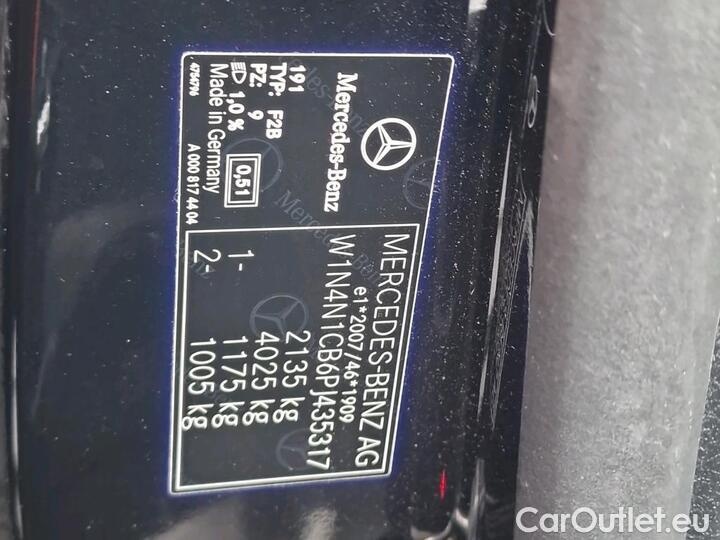 Mercedes-Benz
191
TYP: F2B
PZ: 9
1,0 %
Made in Germany
0,51
4754796
A 000 817 44 04
MERCEDES-BENZ AG
e1*2007/46*1909
W1N4N1CB6PJ435317
2135 kg
4025 kg
1- 1175 kg
2- 1005 kg
CarOutlet.eu